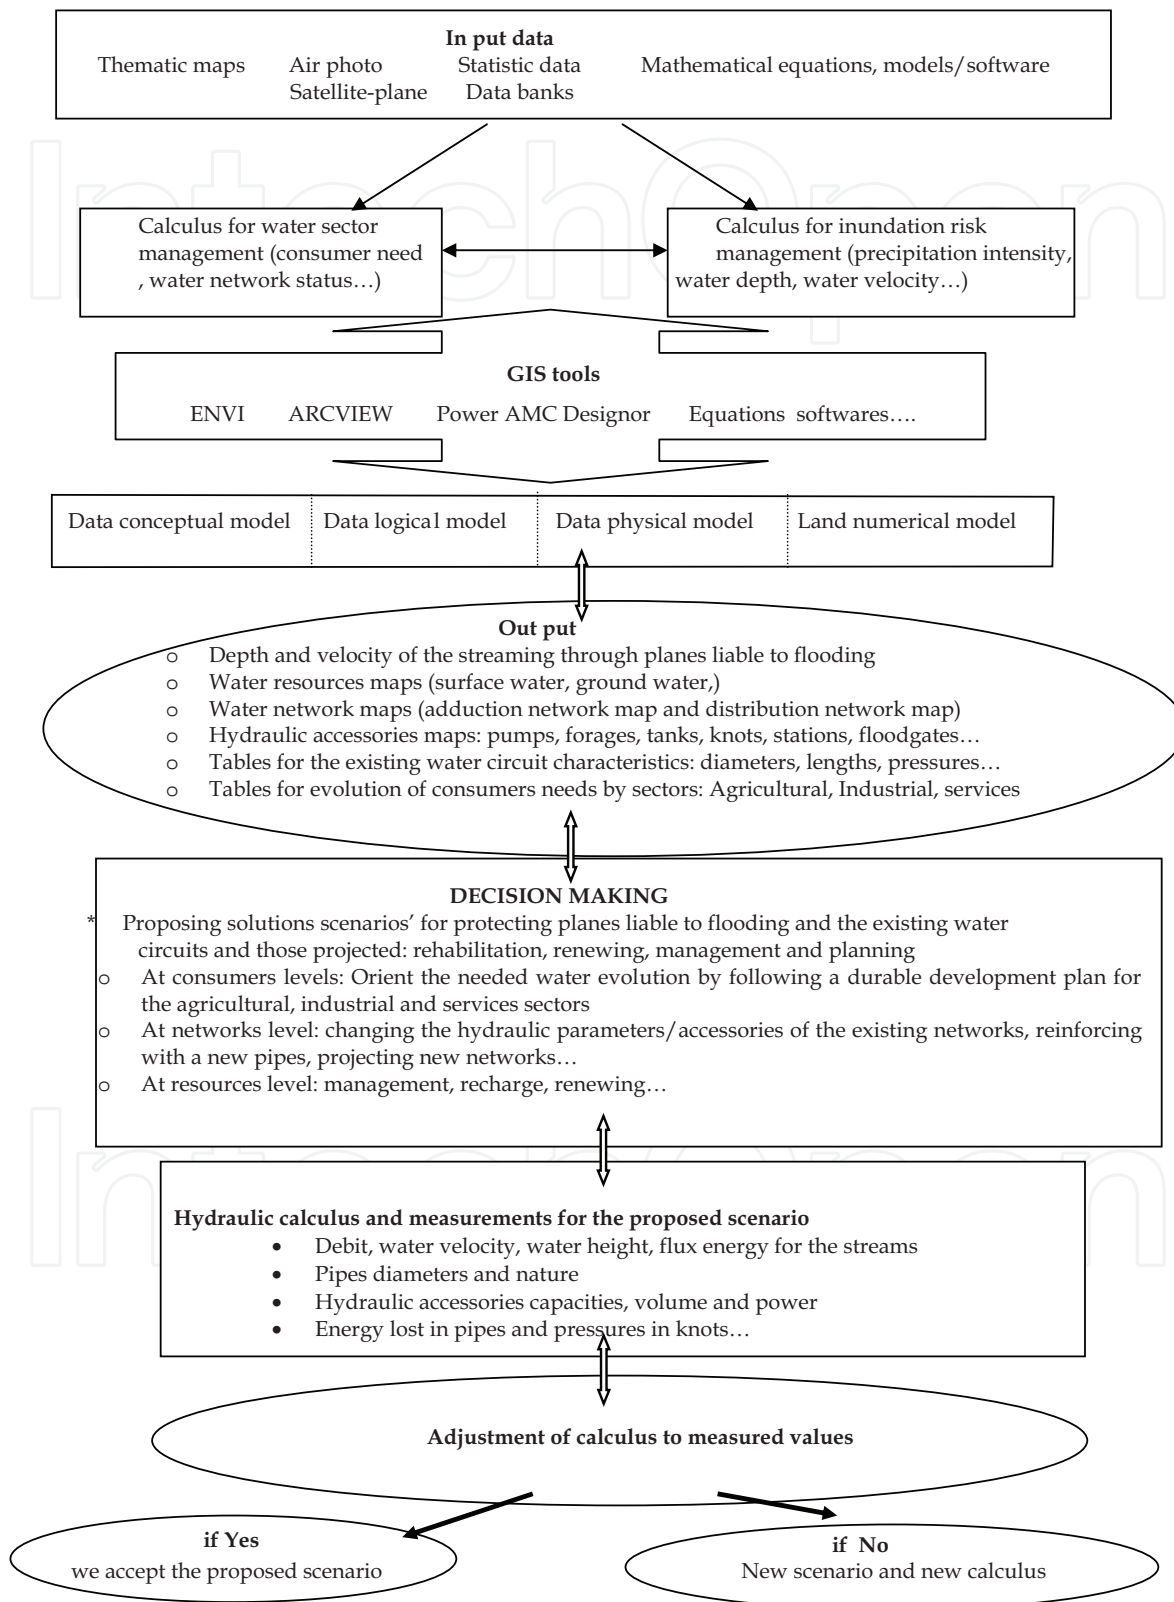 In put data
Thematic maps Air photo Statistic data Mathematical equations, models/software
Satellite-plane Data banks
Calculus for water sector
management (consumer need
, water network status…)
Calculus for inundation risk
management (precipitation intensity,
water depth, water velocity…)
GIS tools
ENVI ARCVIEW Power AMC Designor Equations softwares….
Data conceptual model Data logical model Data physical model Land numerical model
Out put
o Depth and velocity of the streaming through planes liable to flooding
o Water resources maps (surface water, ground water,)
o Water network maps (adduction network map and distribution network map)
o Hydraulic accessories maps: pumps, forages, tanks, knots, stations, floodgates…
o Tables for the existing water circuit characteristics: diameters, lengths, pressures…
o Tables for evolution of consumers needs by sectors: Agricultural, Industrial, services
DECISION MAKING
* Proposing solutions scenarios’ for protecting planes liable to flooding and the existing water
circuits and those projected: rehabilitation, renewing, management and planning
o At consumers levels: Orient the needed water evolution by following a durable development plan for
the agricultural, industrial and services sectors
o At networks level: changing the hydraulic parameters/accessories of the existing networks, reinforcing
with a new pipes, projecting new networks…
o At resources level: management, recharge, renewing…
Hydraulic calculus and measurements for the proposed scenario
• Debit, water velocity, water height, flux energy for the streams
• Pipes diameters and nature
• Hydraulic accessories capacities, volume and power
• Energy lost in pipes and pressures in knots…
Adjustment of calculus to measured values
if Yes
we accept the proposed scenario
if No
New scenario and new calculus
IntechOpen
IntechOpen